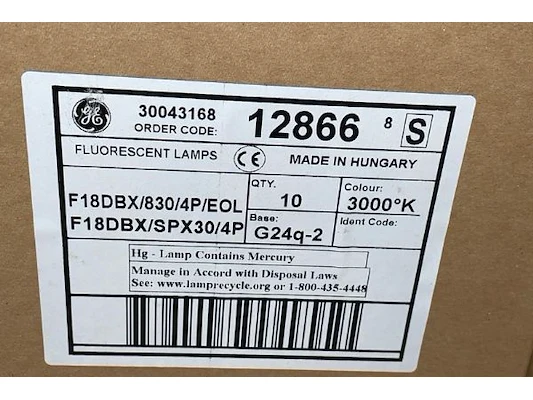 GE
30043168
ORDER CODE: 12866 8 S
FLUORESCENT LAMPS CE MADE IN HUNGARY
F18DBX/830/4P/EOL
F18DBX/SPX30/4P
QTY.
10
Colour:
3000°K
Base:
G24q-2
Ident Code:
Hg - Lamp Contains Mercury
Manage in Accord with Disposal Laws
See: www.lamprecycle.org or 1-800-435-4448